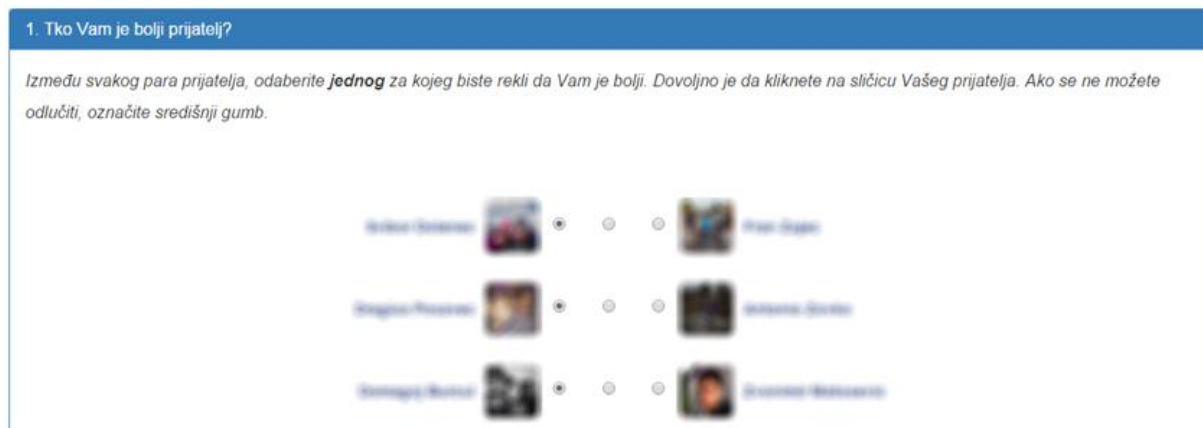 1. Tko Vam je bolji prijatelj?
Između svakog para prijatelja, odaberite jednog za kojeg biste rekli da Vam je bolji. Dovoljno je da kliknete na sličicu Vašeg prijatelja. Ako se ne možete
odlučiti, označite središnji gumb.